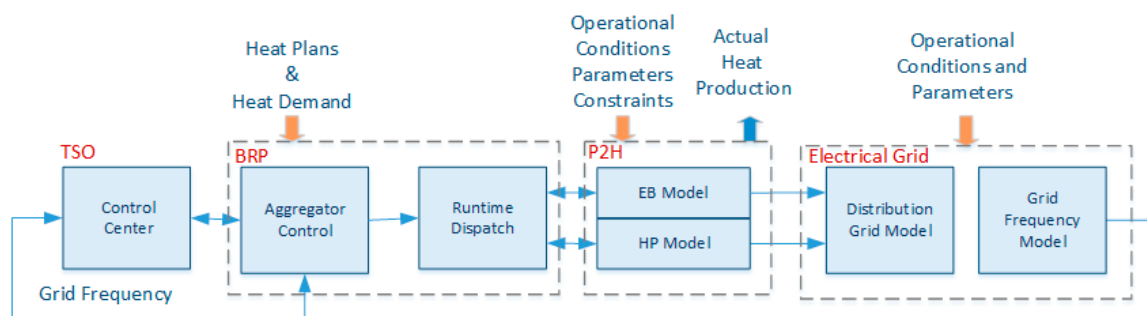 Heat Plans
&
Heat Demand
Operational
Conditions
Parameters
Constraints
Actual
Heat
Production
Operational
Conditions and
Parameters
TSO
BRP
P2H
Electrical Grid
Control
Center
Aggregator
Control
Runtime
Dispatch
EB Model
HP Model
Distribution
Grid Model
Grid
Frequency
Model
Grid Frequency